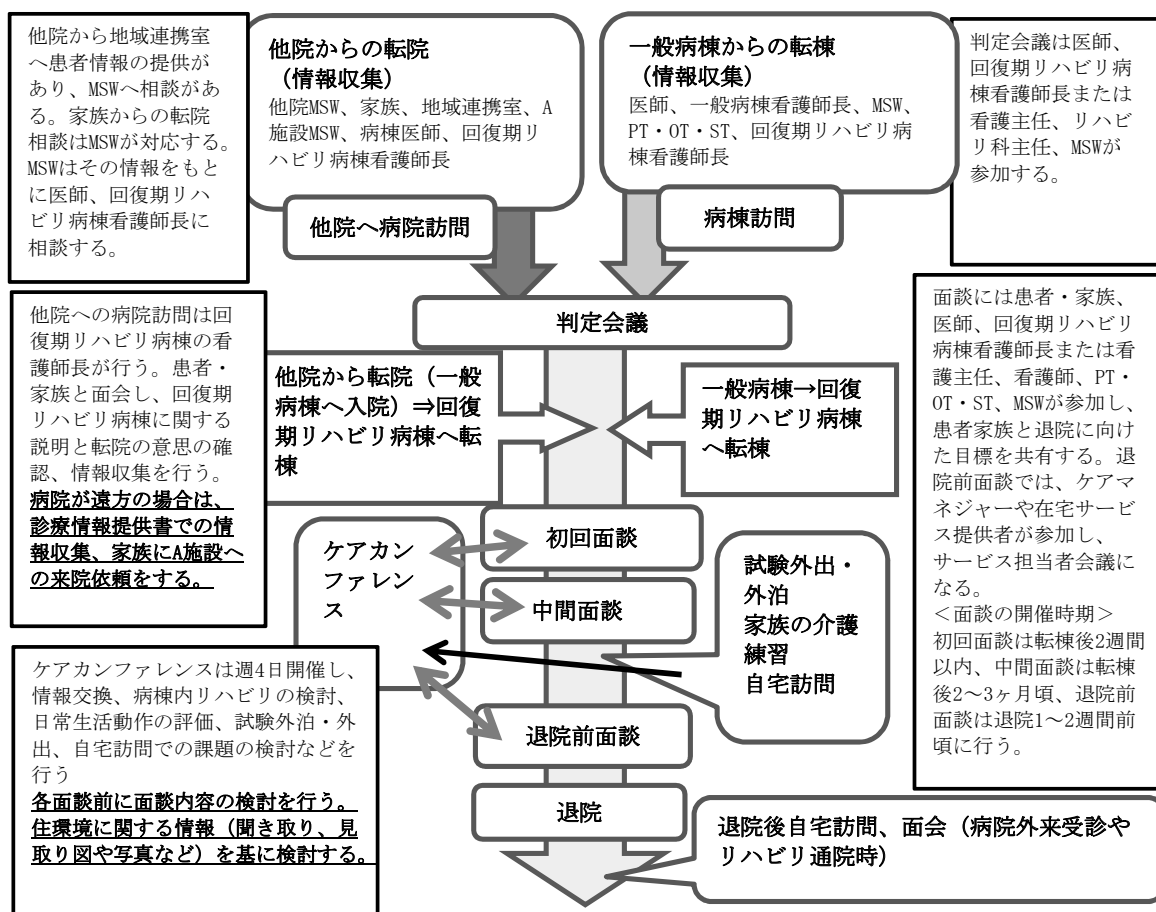 他院から地域連携室
へ患者情報の提供が
あり、MSWへ相談があ
る。家族からの転院
相談はMSWが対応する。
MSWはその情報をもと
に医師、回復期リハ
ビリ病棟看護師長に
相談する。
他院からの転院
（情報収集）
他院MSW、家族、地域連携室、A
施設MSW、病棟医師、回復期リ
ハビリ病棟看護師長
一般病棟からの転棟
（情報収集）
医師、一般病棟看護師長、MSW、
PT・OT・ST、回復期リハビリ病
棟看護師長
判定会議は医師、
回復期リハビリ病
棟看護師長または
看護主任、リハビ
リ科主任、MSWが
参加する。
他院へ病院訪問
病棟訪問
判定会議
他院への病院訪問は回
復期リハビリ病棟の看
護師長が行う。患者・
家族と面会し、回復期
リハビリ病棟に関する
説明と転院の意思の確
認、情報収集を行う。
病院が遠方の場合は、
診療情報提供書での情
報収集、家族にA施設へ
の来院依頼をする。
他院から転院（一般
病棟へ入院）⇒回復
期リハビリ病棟へ転
棟
一般病棟→回復
期リハビリ病棟
へ転棟
面談には患者・家族、
医師、回復期リハビリ
病棟看護師長または看
護主任、看護師、PT・
OT・ST、MSWが参加し、
患者家族と退院に向け
た目標を共有する。退
院前面談では、ケアマ
ネジャーや在宅サービ
ス提供者が参加し、
サービス担当者会議に
なる。
＜面談の開催時期＞
初回面談は転棟後2週間
以内、中間面談は転棟
後2～3ヶ月頃、退院前
面談は退院1～2週間前
頃に行う。
ケアカン
ファレン
ス
初回面談
中間面談
試験外出・
外泊
家族の介護
練習
自宅訪問
ケアカンファレンスは週4日開催し、
情報交換、病棟内リハビリの検討、
日常生活動作の評価、試験外泊・外
出、自宅訪問での課題の検討などを
行う
各面談前に面談内容の検討を行う。
住環境に関する情報（聞き取り、見
取り図や写真など）を基に検討する。
退院前面談
退院
退院後自宅訪問、面会（病院外来受診や
リハビリ通院時）